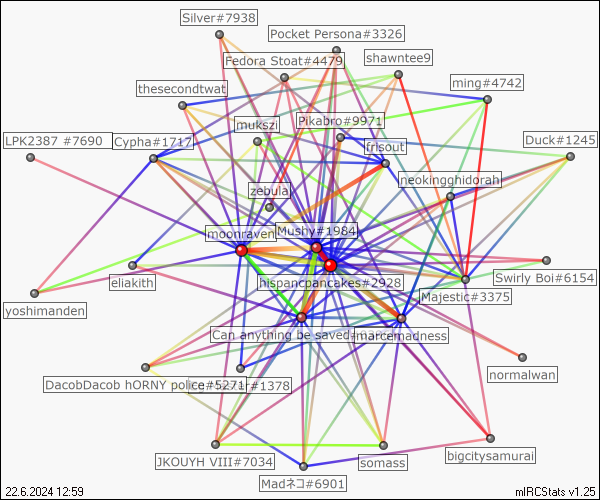 Silver#7938
Pocket Persona#3326
Fedora Stoat#4479
shawntee9
thesecondtwat
ming#4742
mukszi
Pikabro#9971
LPK2387 #7690
Cypha#1717
frisout
Duck#1245
neokingghidorah
zebula
moonraven
Mushy#1984
eliakith
hispancpancakes#2928
Swirly Boi#6154
Majestic#3375
yoshimanden
Can anything be saved
marcemadness
normalwan
DacobDacob hORNY police#5271
#1378
JKOUYH VIII#7034
somass
bigcitysamurai
Madネコ#6901
22.6.2024 12:59
mIRCStats v1.25